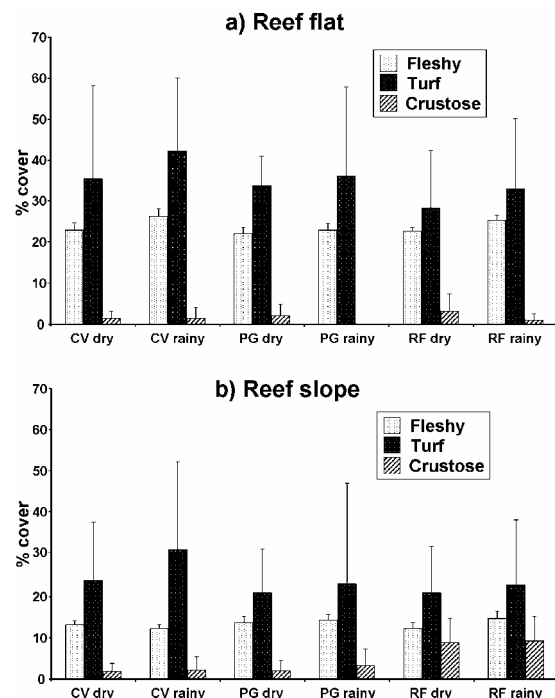 a) Reef flat
70
60
50
40
30
20
10
0
% cover
Fleshy
Turf
Crustose
CV dry CV rainy PG dry PG rainy RF dry RF rainy
b) Reef slope
70
60
50
40
30
20
10
0
% cover
Fleshy
Turf
Crustose
CV dry CV rainy PG dry PG rainy RF dry RF rainy